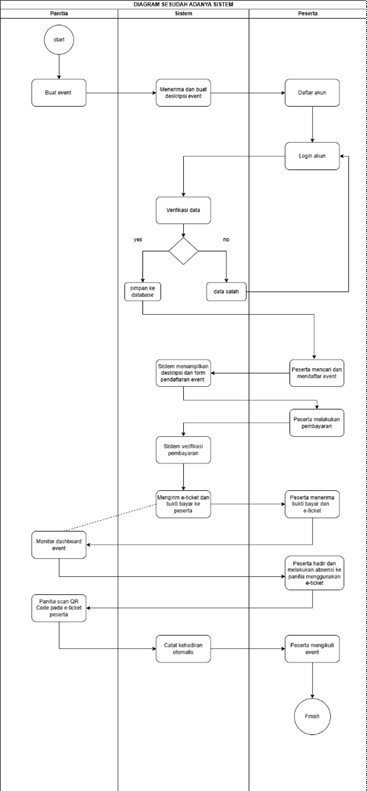 DIAGRAM SESUDAH ADANYA SISTEM
Panitia
Sistem
Peserta
start
Buat event
Menerima dan buat
deskripsi event
Daftar akun
Login akun
Verifikasi data
yes
no
simpan ke
database
data salah
Peserta mencari dan
mendaftar event
Sistem menampilkan
deskripsi dan form
pendaftaran event
Peserta melakukan
pembayaran
Sistem verifikasi
pembayaran
Mengirim e-ticket dan
bukti bayar ke
peserta
Peserta menerima
bukti bayar dan
e-ticket
Monitor dashboard
event
Peserta hadir dan
melakukan absensi ke
panitia menggunakan
e-ticket
Panitia scan QR
Code pada e-ticket
peserta
Catat kehadiran
otomatis
Peserta mengikuti
event
Finish